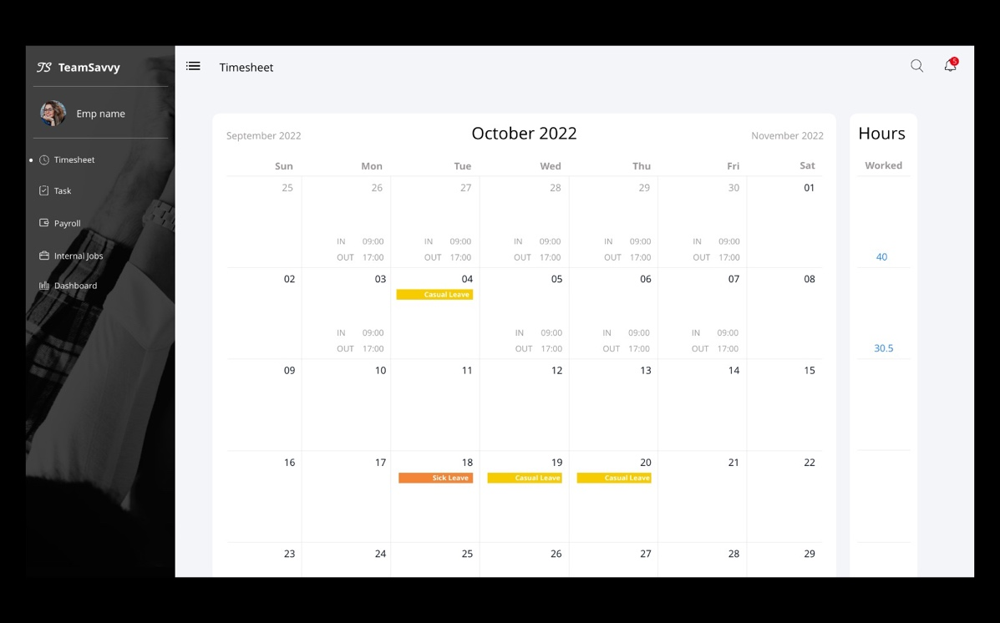 TS TeamSavvy
Emp name
Timesheet
Task
Payroll
Internal Jobs
Dashboard
Timesheet
5
September 2022 October 2022 November 2022
Sun Mon Tue Wed Thu Fri Sat
25 26 27 28 29 30 01
IN 09:00 IN 09:00 IN 09:00 IN 09:00 IN 09:00
OUT 17:00 OUT 17:00 OUT 17:00 OUT 17:00 OUT 17:00
02 03 04 05 06 07 08
Casual Leave
IN 09:00 IN 09:00 IN 09:00 IN 09:00
OUT 17:00 OUT 17:00 OUT 17:00 OUT 17:00
09 10 11 12 13 14 15
16 17 18 19 20 21 22
Sick Leave Casual Leave Casual Leave
23 24 25 26 27 28 29
Hours
Worked
40
30.5